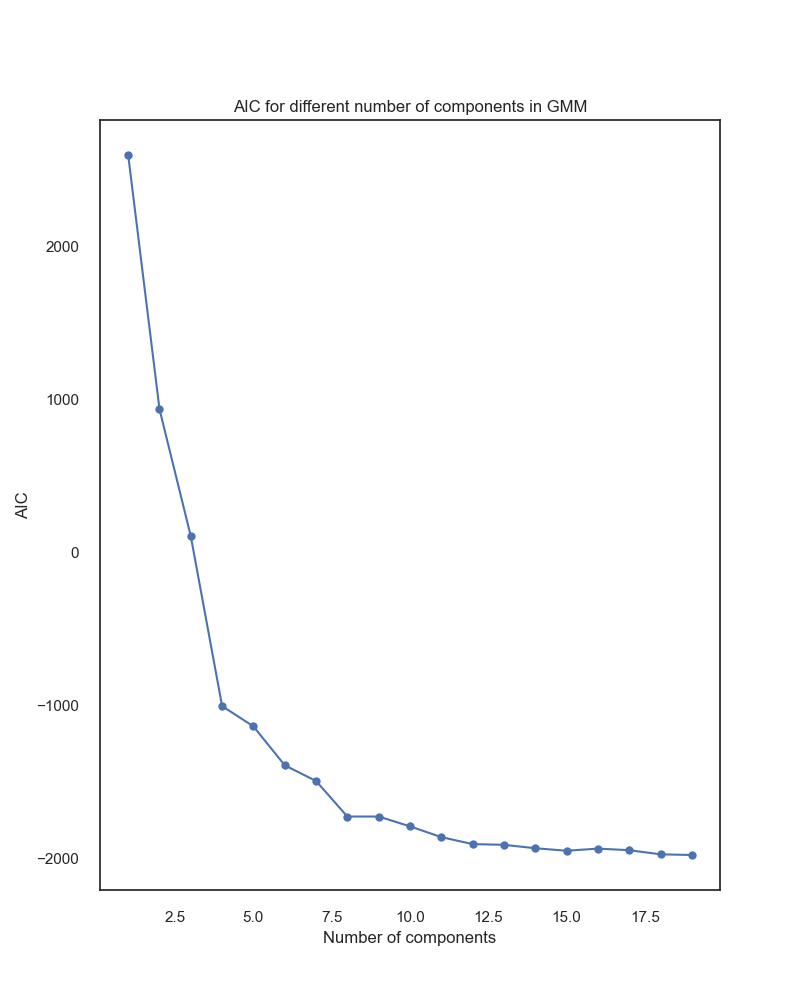 AIC for different number of components in GMM
AIC
2000
1000
0
−1000
−2000
2.5 5.0 7.5 10.0 12.5 15.0 17.5
Number of components